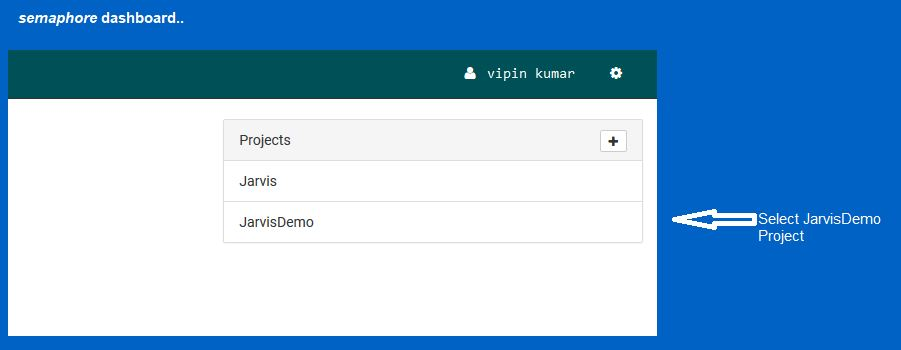 semaphore dashboard..
vipin kumar
Projects
Jarvis
JarvisDemo
Select JarvisDemo
Project